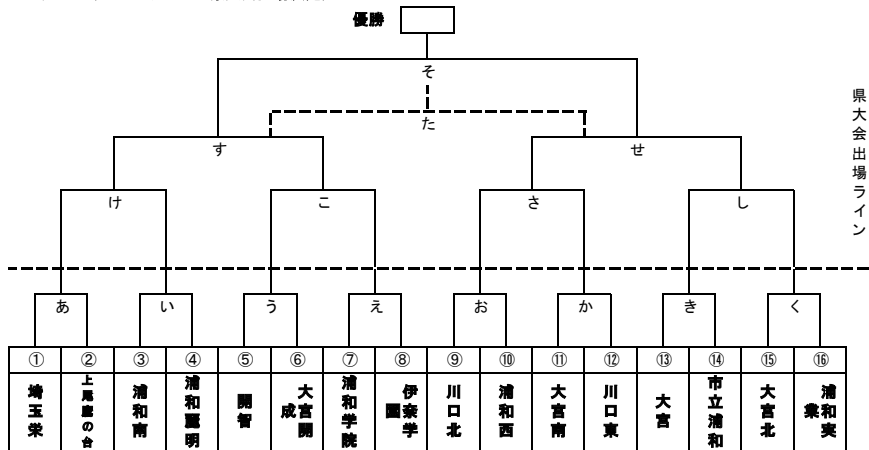 優勝
そ
た
す
せ
け
こ
さ
し
県大会出場ライン
あ
い
う
え
お
か
き
く
①
②
③
④
⑤
⑥
⑦
⑧
⑨
⑩
⑪
⑫
⑬
⑭
⑮
⑯
埼玉栄
上尾鷹の台
浦和南
浦和麗明
開智
大宮開成
浦和学院
伊奈学園
川口北
浦和西
大宮南
川口東
大宮
市立浦和
大宮北
浦和実業